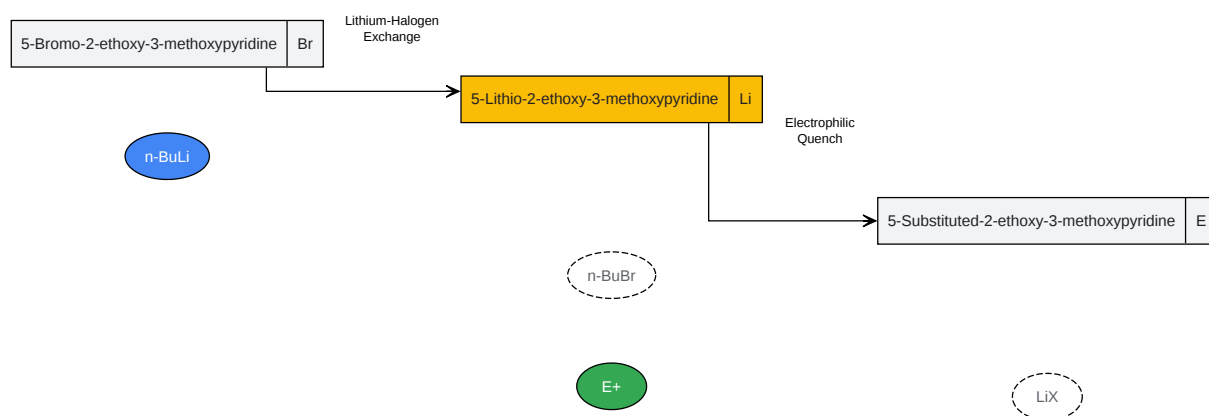 5-Bromo-2-ethoxy-3-methoxypyridine Br
Lithium-Halogen
Exchange
5-Lithio-2-ethoxy-3-methoxypyridine Li
n-BuLi
Electrophilic
Quench
5-Substituted-2-ethoxy-3-methoxypyridine E
n-BuBr
E+
LiX